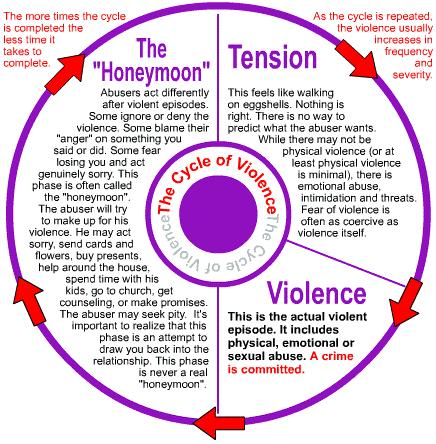 The more times the cycle
is completed the
less time it
takes to
complete.
As the cycle is repeated,
the violence usually
increases in
frequency
and
severity.
The
"Honeymoon"
Abusers act differently
after violent episodes.
Some ignore or deny the
violence. Some blame their
"anger" on something you
said or did. Some fear
losing you and act
genuinely sorry. This
phase is often called
the "honeymoon".
The abuser will try
to make up for his
violence. He may act
sorry, send cards and
flowers, buy presents,
help around the house,
spend time with his
kids, go to church, get
counseling, or make promises.
The abuser may seek pity. It's
important to realize that this
phase is an attempt to
draw you back into the
relationship. This phase
is never a real
"honeymoon".
Tension
This feels like walking
on eggshells. Nothing is
right. There is no way to
predict what the abuser wants.
While there may not be
physical violence (or at
least physical violence
is minimal), there is
emotional abuse,
intimidation and threats.
Fear of violence is
often as coercive as
violence itself.
The Cycle of Violence
The Cycle of Violence
Violence
This is the actual violent
episode. It includes
physical, emotional or
sexual abuse. A crime
is committed.